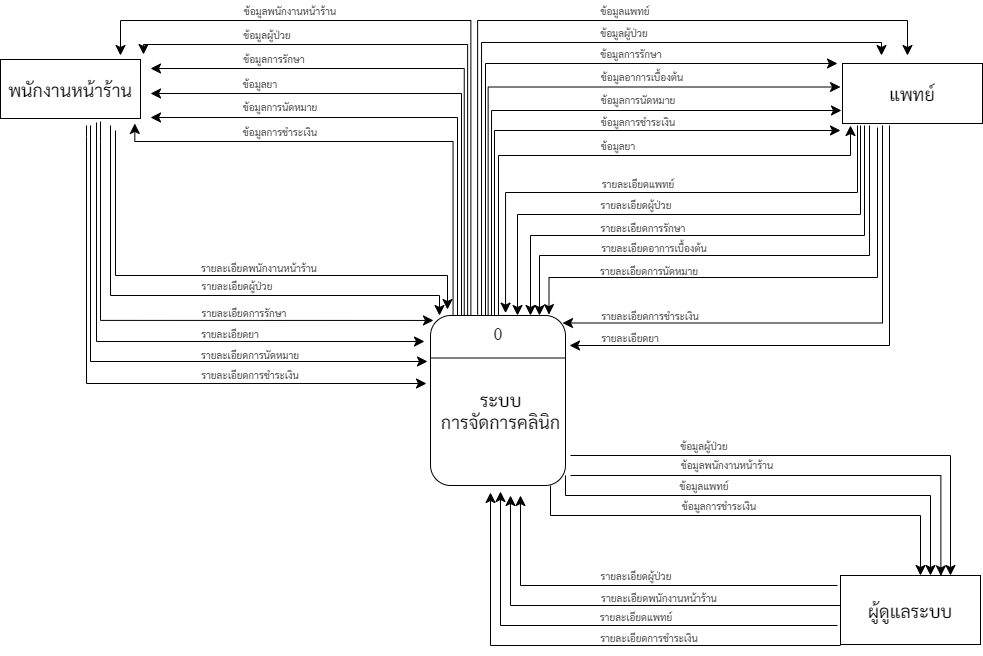 ข้อมูลพนักงานหน้าร้าน
ข้อมูลผู้ป่วย
ข้อมูลการรักษา
ข้อมูลยา
ข้อมูลการนัดหมาย
ข้อมูลการชำระเงิน
พนักงานหน้าร้าน
ข้อมูลแพทย์
ข้อมูลผู้ป่วย
ข้อมูลการรักษา
ข้อมูลอาการเบื้องต้น
ข้อมูลการนัดหมาย
ข้อมูลการชำระเงิน
ข้อมูลยา
แพทย์
รายละเอียดแพทย์
รายละเอียดผู้ป่วย
รายละเอียดการรักษา
รายละเอียดอาการเบื้องต้น
รายละเอียดการนัดหมาย
รายละเอียดการชำระเงิน
รายละเอียดยา
รายละเอียดพนักงานหน้าร้าน
รายละเอียดผู้ป่วย
รายละเอียดการรักษา
รายละเอียดยา
รายละเอียดการนัดหมาย
รายละเอียดการชำระเงิน
0
ระบบ
การจัดการคลินิก
ข้อมูลผู้ป่วย
ข้อมูลพนักงานหน้าร้าน
ข้อมูลแพทย์
ข้อมูลการชำระเงิน
ผู้ดูแลระบบ
รายละเอียดผู้ป่วย
รายละเอียดพนักงานหน้าร้าน
รายละเอียดแพทย์
รายละเอียดการชำระเงิน